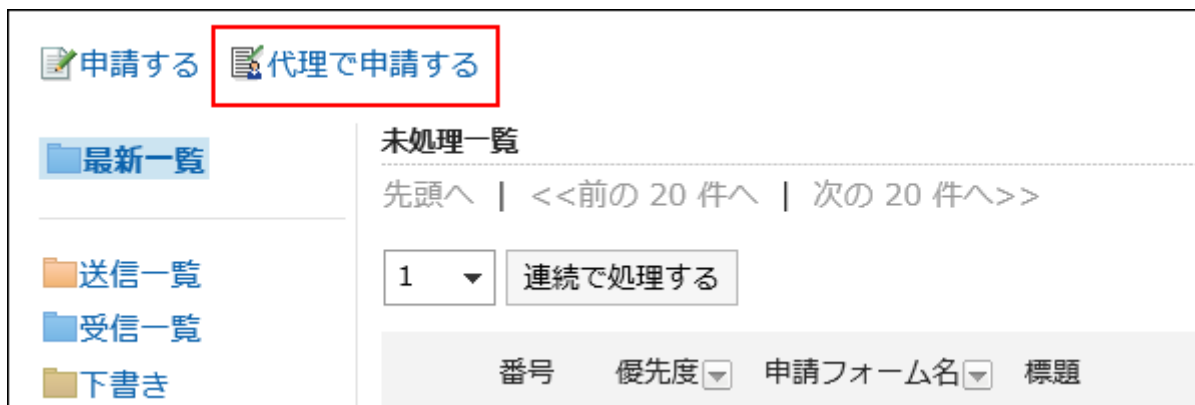 申請する 代理で申請する
最新一覧
未処理一覧
先頭へ | <<前の 20 件へ | 次の 20 件へ>>
1 連続で処理する
送信一覧
受信一覧
下書き
番号 優先度 申請フォーム名 標題